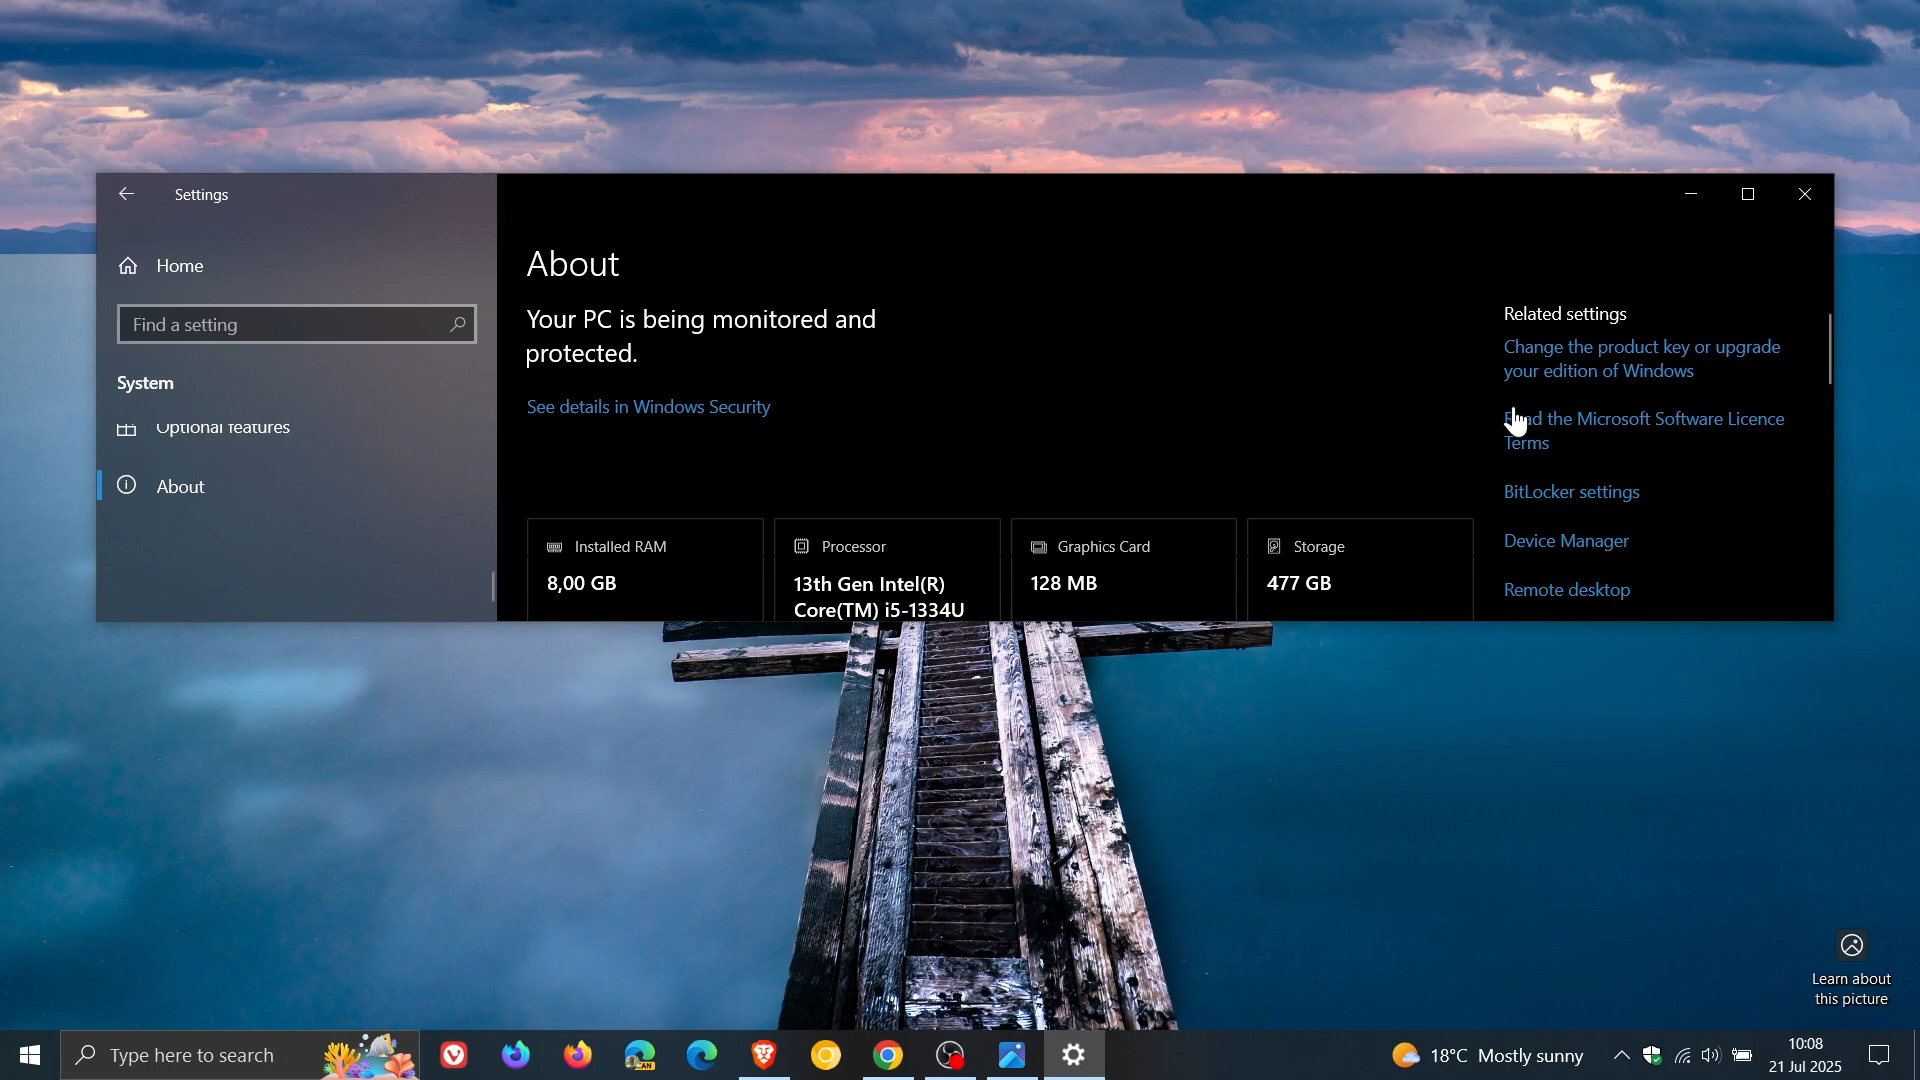 Settings
Home
Find a setting
System
Optional features
About
About
Your PC is being monitored and
protected.
See details in Windows Security
Installed RAM
8,00 GB
Processor
13th Gen Intel(R)
Core(TM) i5-1334U
Graphics Card
128 MB
Storage
477 GB
Related settings
Change the product key or upgrade
your edition of Windows
Read the Microsoft Software Licence
Terms
BitLocker settings
Device Manager
Remote desktop
Learn about
this picture
Type here to search
CAN
18°C Mostly sunny
10:08
21 Jul 2025